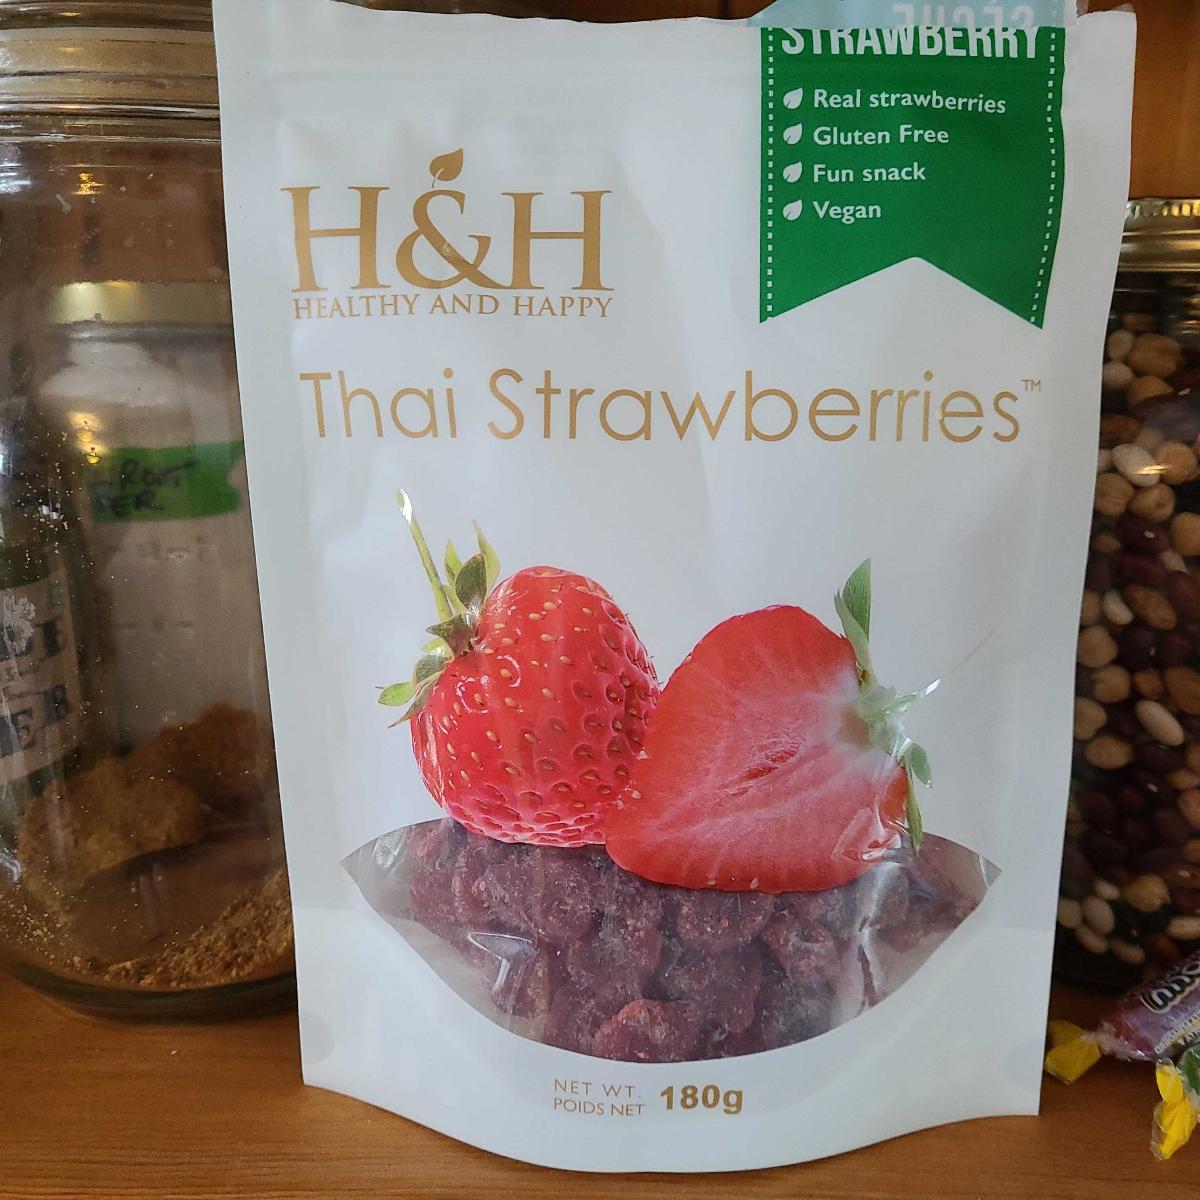 STRAWBERRY
Real strawberries
Gluten Free
Fun snack
Vegan
H&H
HEALTHY AND HAPPY
Thai Strawberries™
NET WT.
POIDS NET
180g